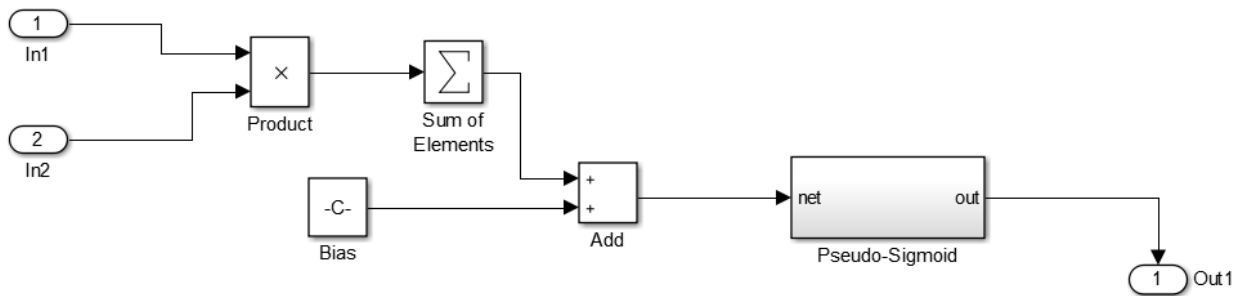 1
In1
×
Product
2
In2
∑
Sum of
Elements
-C-
Bias
+
+
Add
net
out
Pseudo-Sigmoid
1
Out1